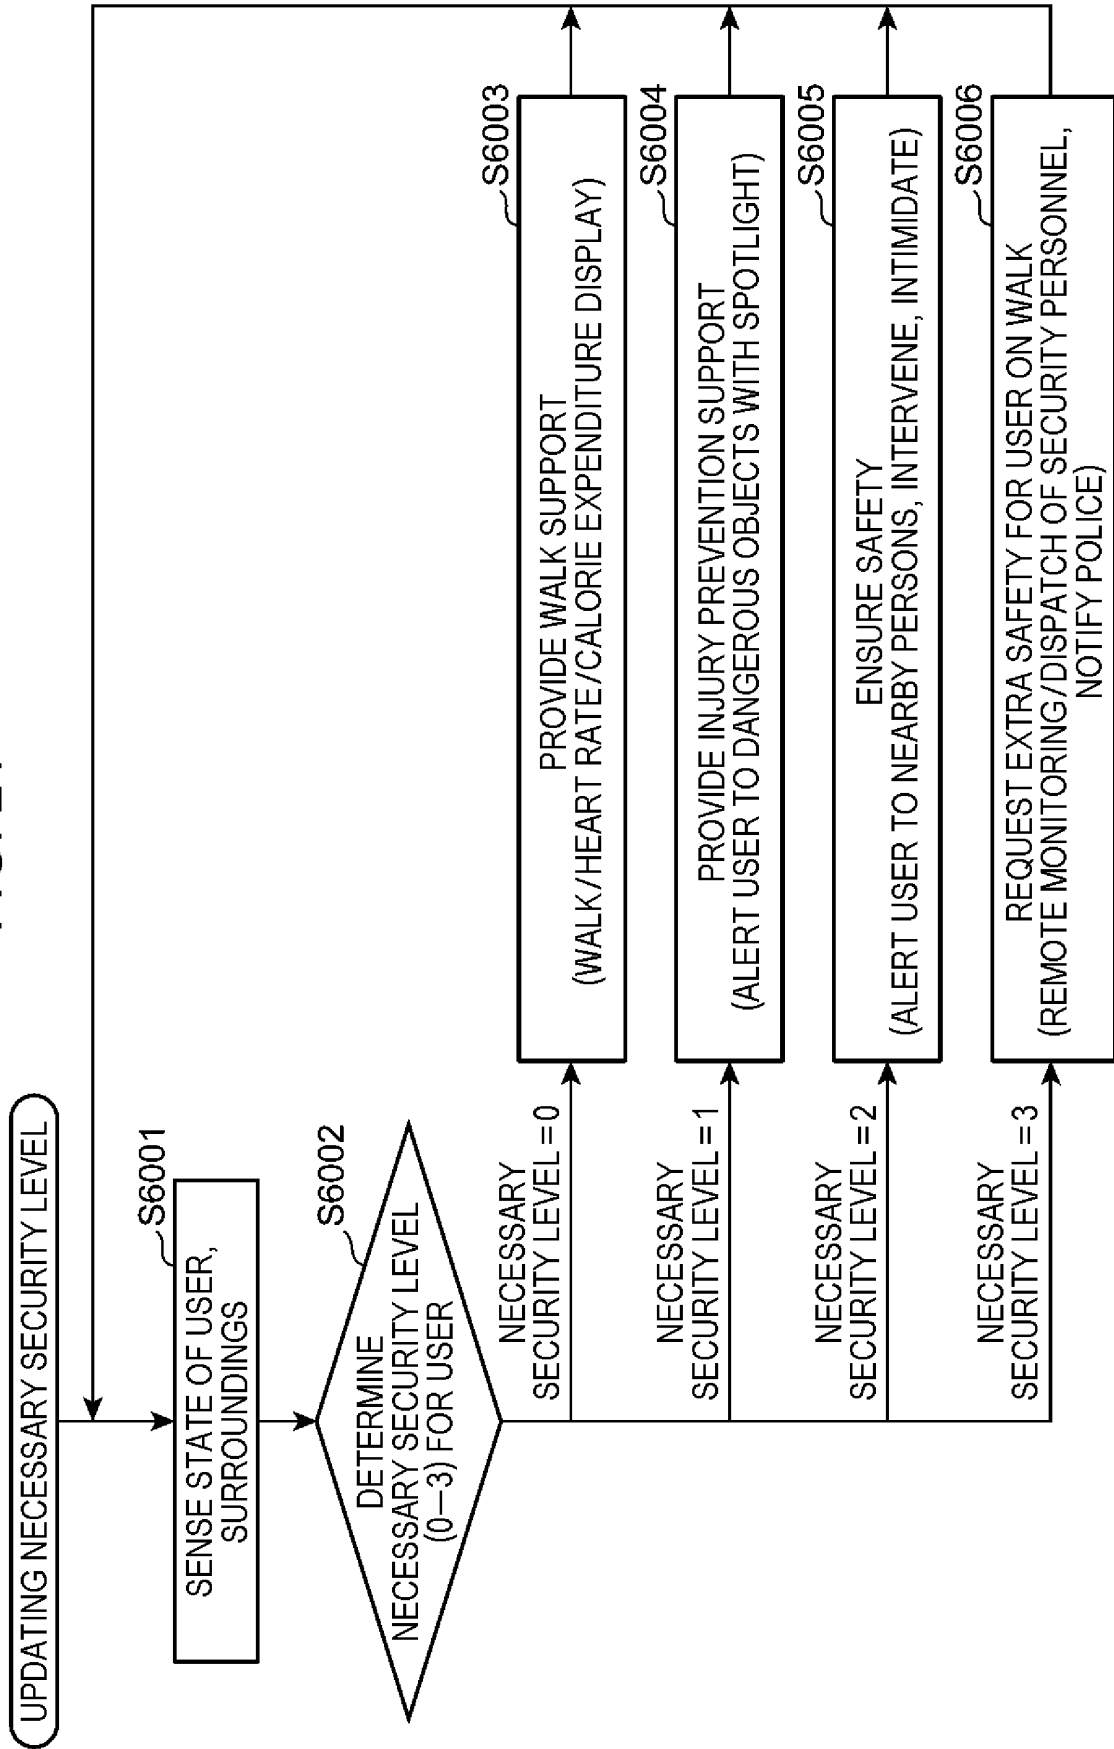 UPDATING NECESSARY SECURITY LEVEL
S6001
SENSE STATE OF USER,
SURROUNDINGS
S6002
DETERMINE
NECESSARY SECURITY LEVEL
(0—3) FOR USER
NECESSARY
SECURITY LEVEL = 0
S6003
PROVIDE WALK SUPPORT
(WALK/HEART RATE/CALORIE EXPENDITURE DISPLAY)
NECESSARY
SECURITY LEVEL = 1
S6004
PROVIDE INJURY PREVENTION SUPPORT
(ALERT USER TO DANGEROUS OBJECTS WITH SPOTLIGHT)
NECESSARY
SECURITY LEVEL = 2
S6005
ENSURE SAFETY
(ALERT USER TO NEARBY PERSONS, INTERVENE, INTIMIDATE)
NECESSARY
SECURITY LEVEL = 3
S6006
REQUEST EXTRA SAFETY FOR USER ON WALK
(REMOTE MONITORING/DISPATCH OF SECURITY PERSONNEL,
NOTIFY POLICE)